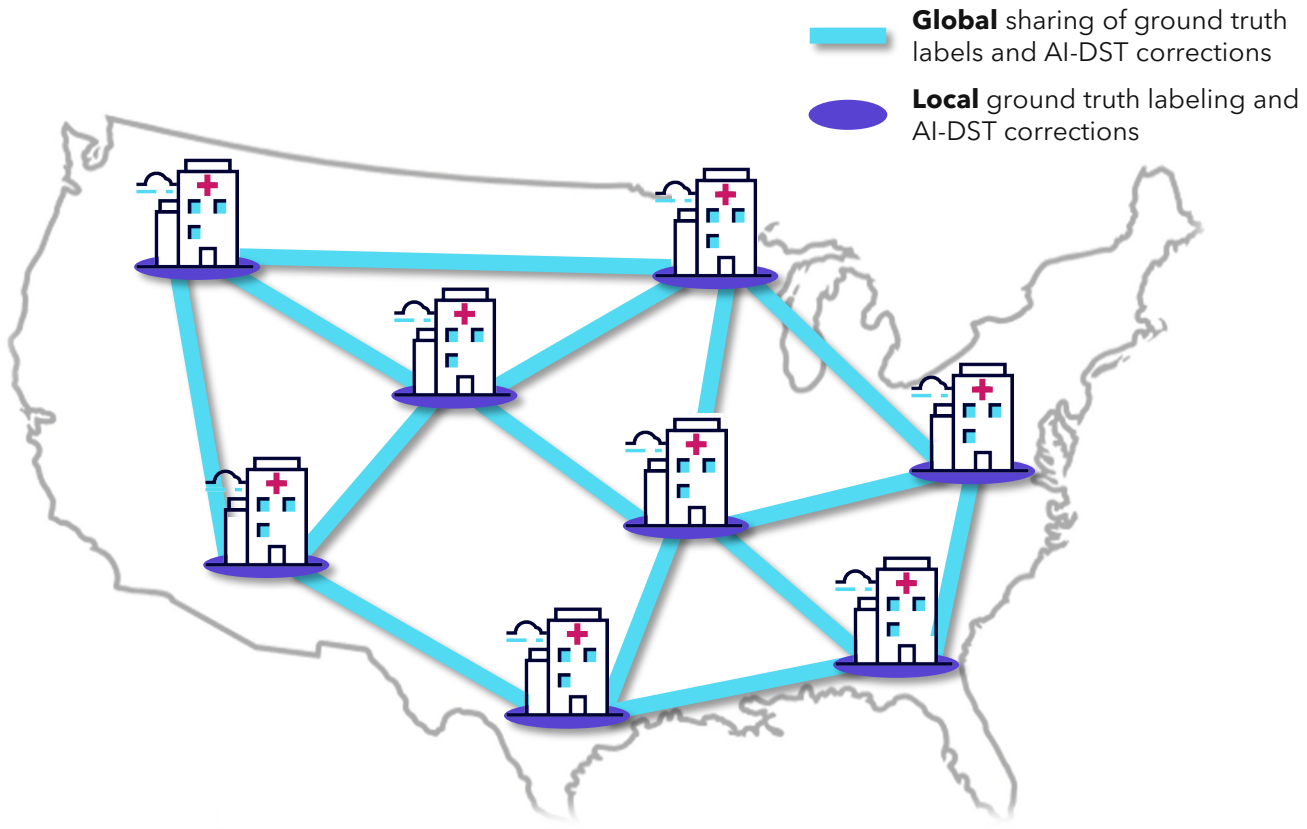 Global sharing of ground truth
labels and AI-DST corrections
Local ground truth labeling and
AI-DST corrections